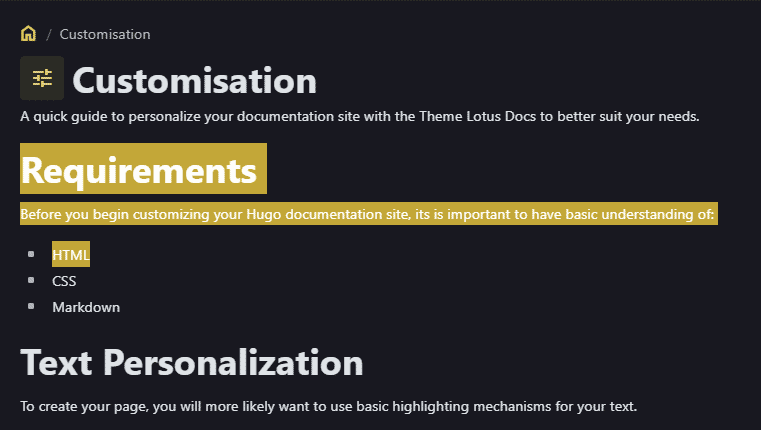 / Customisation
Customisation
A quick guide to personalize your documentation site with the Theme Lotus Docs to better suit your needs.
Requirements
Before you begin customizing your Hugo documentation site, its is important to have basic understanding of:
HTML
CSS
Markdown
Text Personalization
To create your page, you will more likely want to use basic highlighting mechanisms for your text.